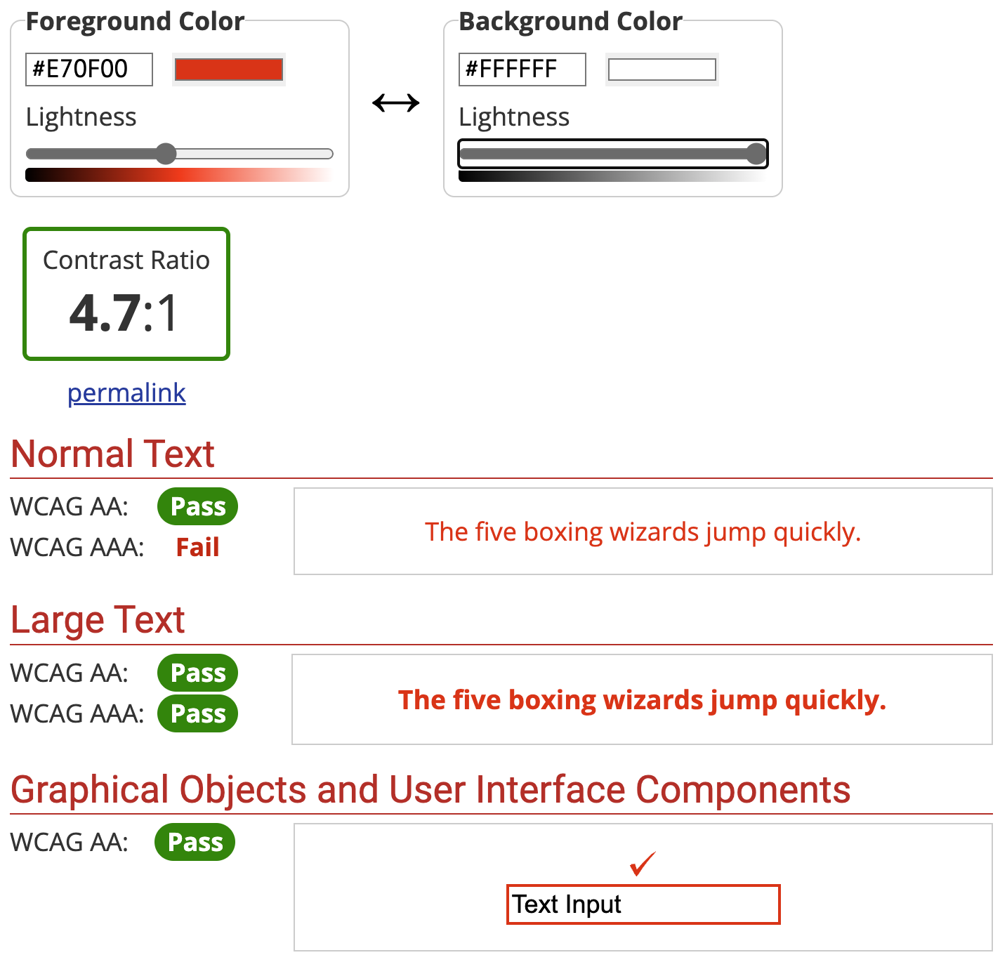 Foreground Color
#E70F00
Lightness
Background Color
#FFFFFF
Lightness
Contrast Ratio
4.7:1
permalink
Normal Text
WCAG AA: Pass
WCAG AAA: Fail
The five boxing wizards jump quickly.
Large Text
WCAG AA: Pass
WCAG AAA: Pass
The five boxing wizards jump quickly.
Graphical Objects and User Interface Components
WCAG AA: Pass
Text Input